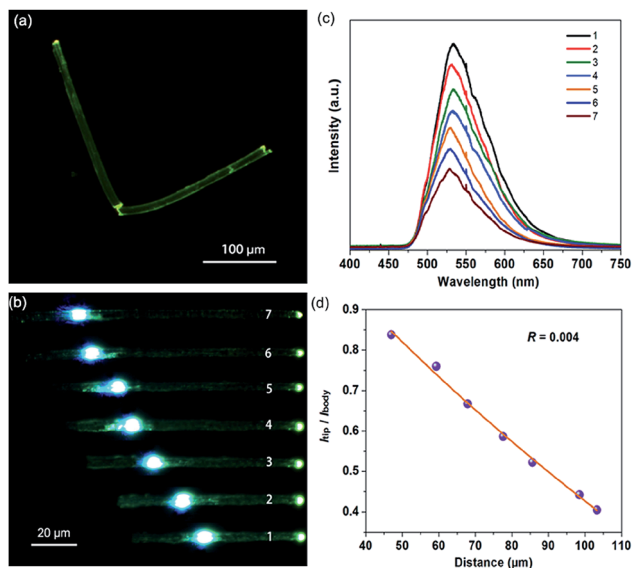 (a)
100 µm
(b)
7
6
5
4
3
2
1
20 µm
(c)
Intensity (a.u.)
1
2
3
4
5
6
7
400 450 500 550 600 650 700 750
Wavelength (nm)
(d)
Itip / Ibody
R = 0.004
0.9
0.8
0.7
0.6
0.5
0.4
40 50 60 70 80 90 100 110
Distance (µm)